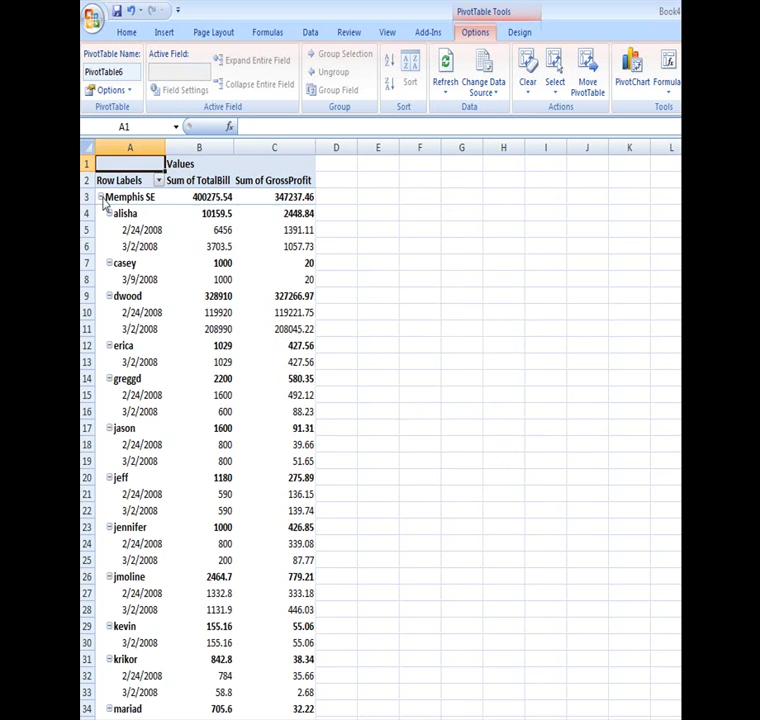 PivotTable Tools
Book4
Home Insert Page Layout Formulas Data Review View Add-Ins Options Design
PivotTable Name: Active Field:
PivotTable6
Options
Field Settings
Expand Entire Field
Collapse Entire Field
Group Selection
Ungroup
Group Field
Sort
Refresh Change Data Source
Clear Select Move PivotTable
PivotChart Formula
PivotTable Active Field Group Sort Data Actions Tools
A1
A B C D E F G H I J K L
1 Values
2 Row Labels Sum of TotalBill Sum of GrossProfit
3 Memphis SE 400275.54 347237.46
4 alisha 10159.5 2448.84
5 2/24/2008 6456 1391.11
6 3/2/2008 3703.5 1057.73
7 casey 1000 20
8 3/9/2008 1000 20
9 dwood 328910 327266.97
10 2/24/2008 119920 119221.75
11 3/2/2008 208990 208045.22
12 erica 1029 427.56
13 3/2/2008 1029 427.56
14 greggd 2200 580.35
15 2/24/2008 1600 492.12
16 3/2/2008 600 88.23
17 jason 1600 91.31
18 2/24/2008 800 39.66
19 3/2/2008 800 51.65
20 jeff 1180 275.89
21 2/24/2008 590 136.15
22 3/2/2008 590 139.74
23 jennifer 1000 426.85
24 2/24/2008 800 339.08
25 3/2/2008 200 87.77
26 jmoline 2464.7 779.21
27 2/24/2008 1332.8 333.18
28 3/2/2008 1131.9 446.03
29 kevin 155.16 55.06
30 3/2/2008 155.16 55.06
31 krikor 842.8 38.34
32 2/24/2008 784 35.66
33 3/2/2008 58.8 2.68
34 mariad 705.6 32.22